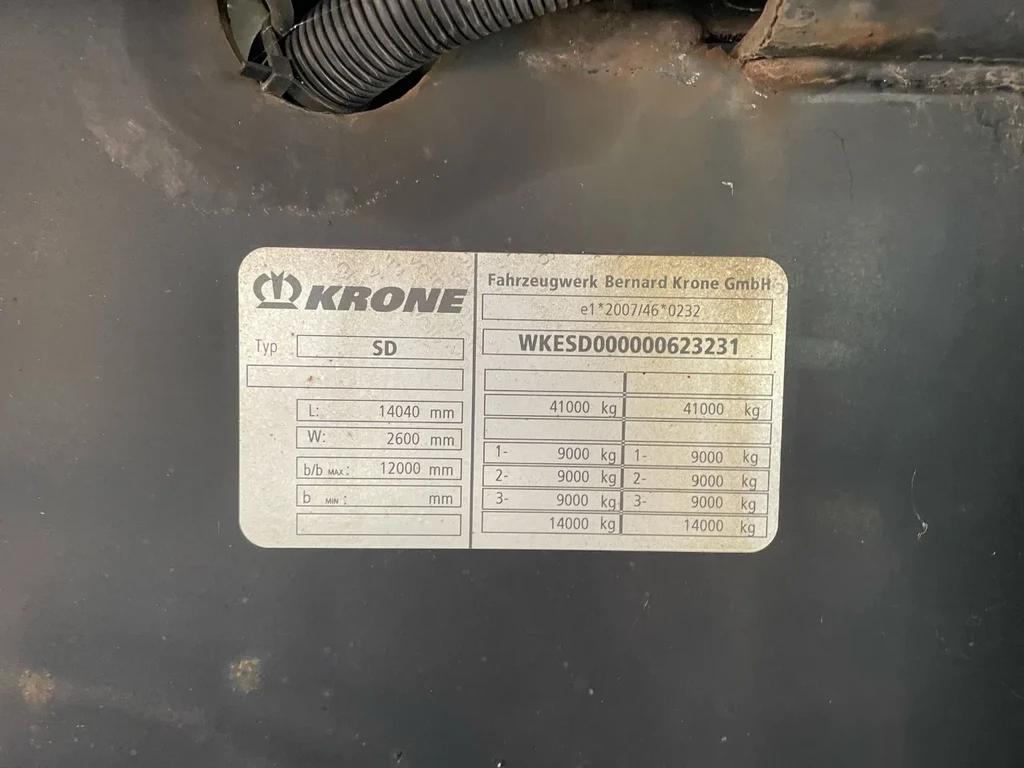 KRONE
Typ SD
L: 14040 mm
W: 2600 mm
b/b MAX: 12000 mm
b MIN: mm
Fahrzeugwerk Bernard Krone GmbH
e1*2007/46*0232
WKESD000000623231
41000 kg 41000 kg
1- 9000 kg 1- 9000 kg
2- 9000 kg 2- 9000 kg
3- 9000 kg 3- 9000 kg
14000 kg 14000 kg